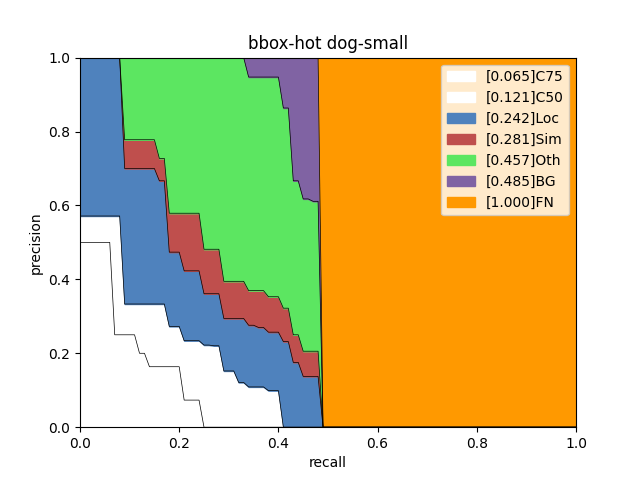 bbox-hot dog-small
1.0
0.8
0.6
0.4
0.2
0.0
precision
[0.065]C75
[0.121]C50
[0.242]Loc
[0.281]Sim
[0.457]Oth
[0.485]BG
[1.000]FN
0.0 0.2 0.4 0.6 0.8 1.0
recall